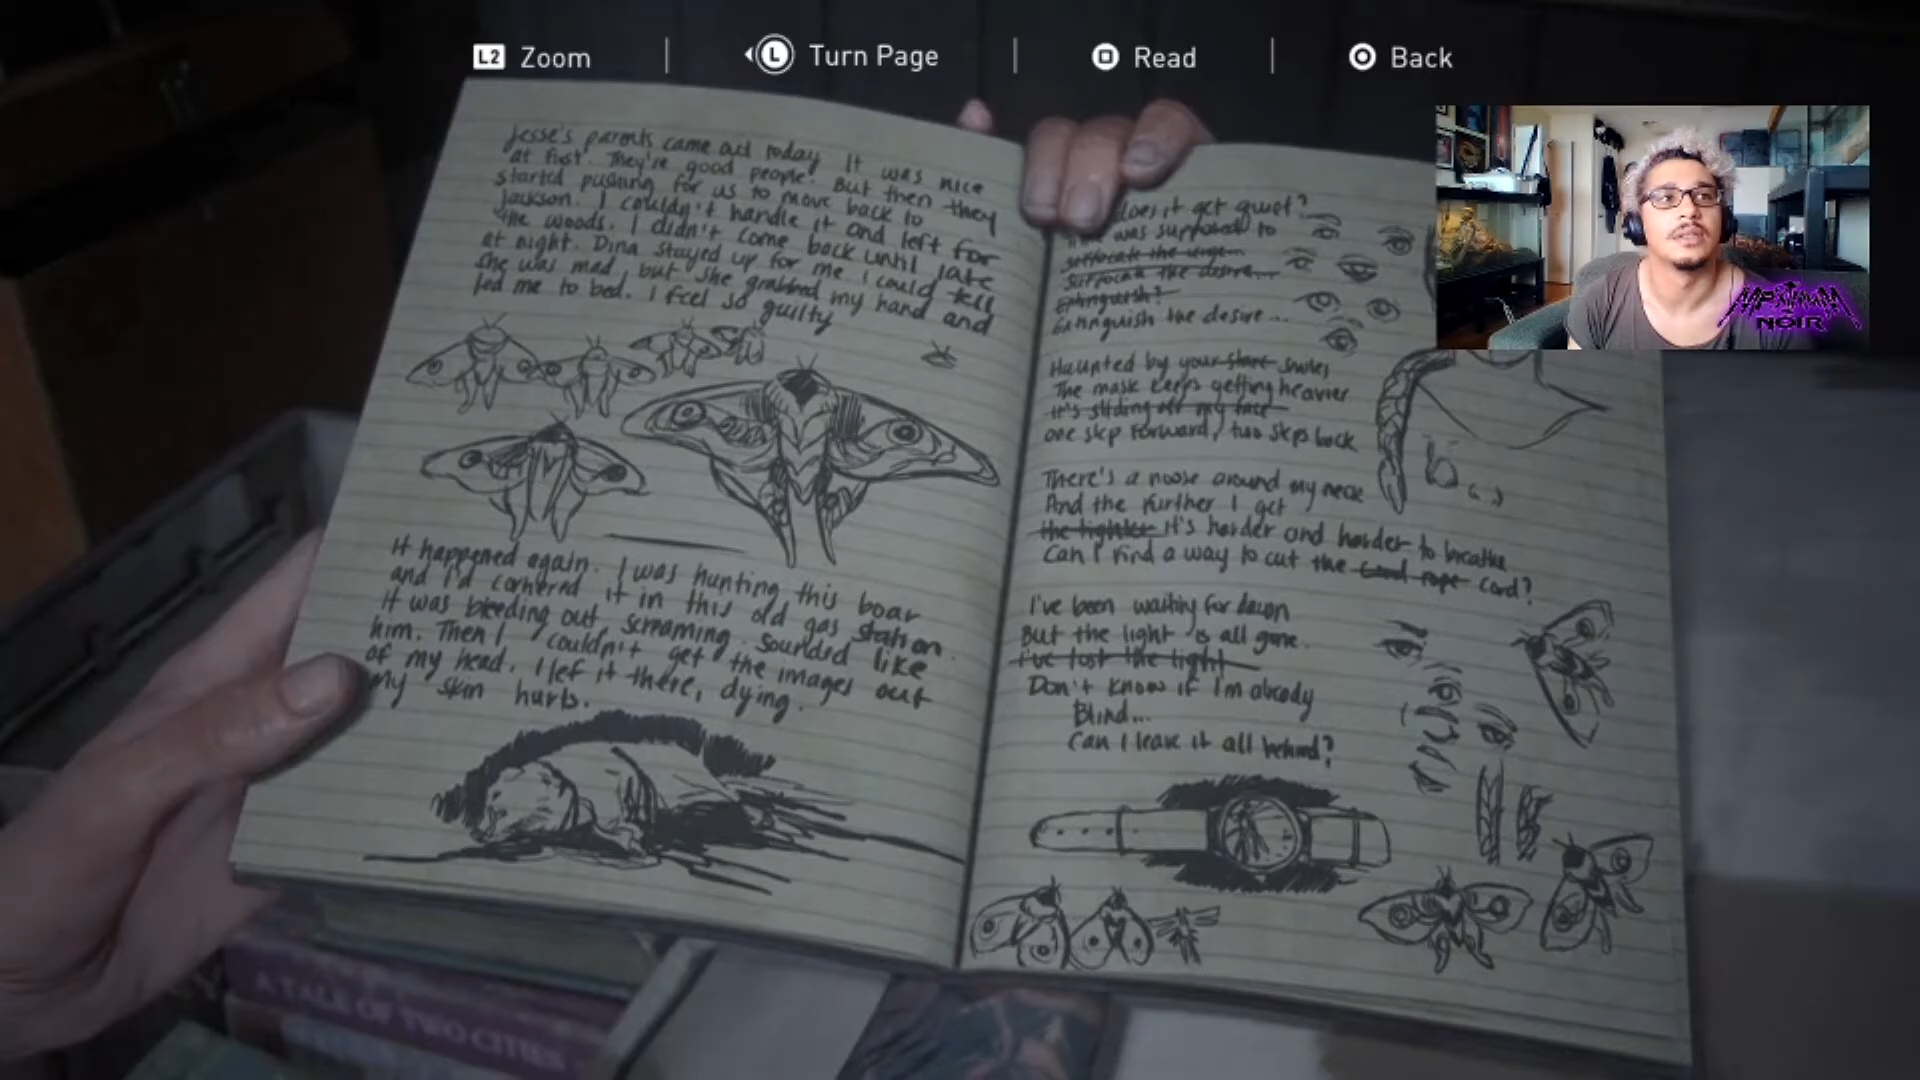 L2 Zoom | L Turn Page | Read | Back
Jesse's parents came out today. It was nice
at first. They're good people. But then they
started pushing for us to move back to
Jackson. I couldn't handle it and left for
the woods. I didn't come back until late
at night. Dina stayed up for me. I could tell
she was mad, but she grabbed my hand and
led me to bed. I feel so guilty
It happened again. I was hunting this boar
and I'd cornered it in this old gas station.
It was bleeding out, screaming. Sounded like
him. Then I couldn't get the images out
of my head. I left it there, dying.
My skin hurts.
does it get quiet?
was supposed to
suffocate the urge...
suffocate the desire...
Extinguish?
Extinguish the desire...
Haunted by your stare smiles
The mask keeps getting heavier
It's sliding off my face
one step forward, two steps back
There's a noose around my neck
And the further I get
the tighter it's harder and harder to breathe
Can I find a way to cut the cord rope cord?
I've been waiting for dawn
But the light is all gone.
I've lost the light
Don't know if I'm already
Blind...
Can I leave it all behind?
MAXIMUM
NOIR
A TALE OF TWO CITIES